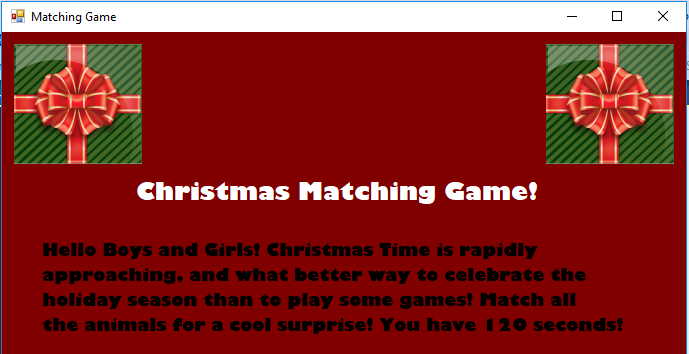 Matching Game
Christmas Matching Game!
Hello Boys and Girls! Christmas Time is rapidly
approaching, and what better way to celebrate the
holiday season than to play some games! Match all
the animals for a cool surprise! You have 120 seconds!